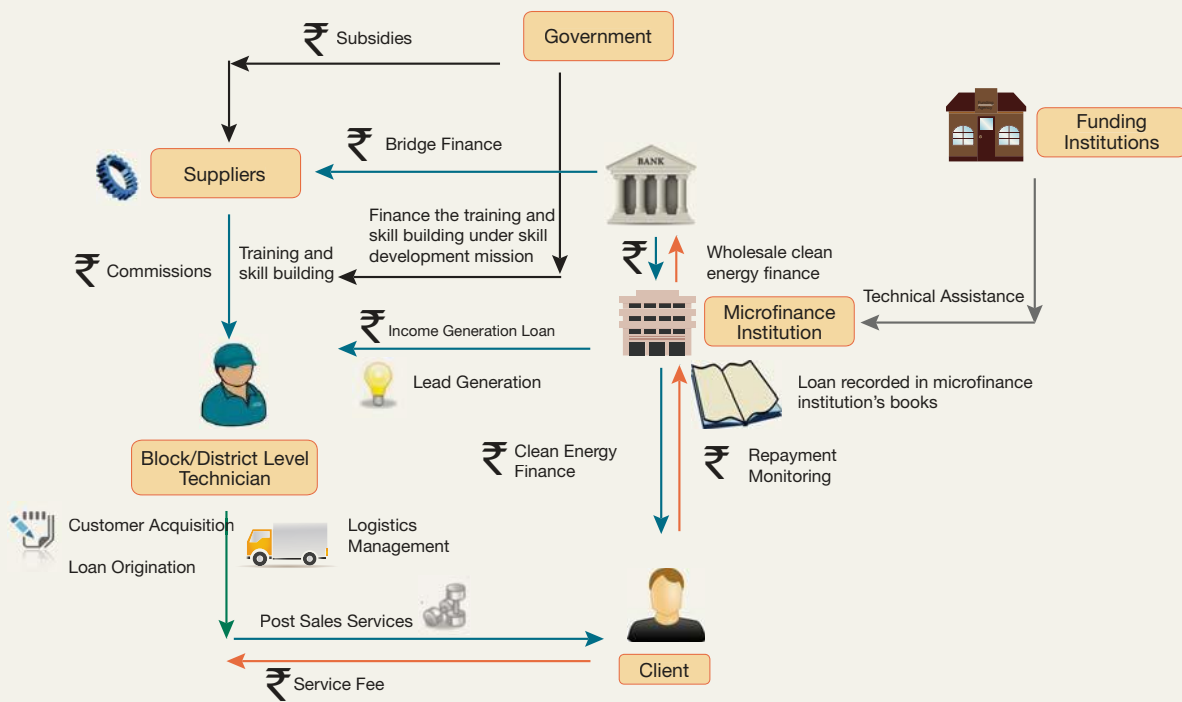 Government
₹ Subsidies
Funding
Institutions
₹ Bridge Finance
BANK
Suppliers
Finance the training and
skill building under skill
development mission
₹
Wholesale clean
energy finance
₹ Commissions
Training and
skill building
Technical Assistance
Microfinance
Institution
₹ Income Generation Loan
Lead Generation
Loan recorded in microfinance
institution's books
₹ Clean Energy
Finance
₹ Repayment
Monitoring
Block/District Level
Technician
Customer Acquisition
Loan Origination
Logistics
Management
Post Sales Services
Client
₹ Service Fee